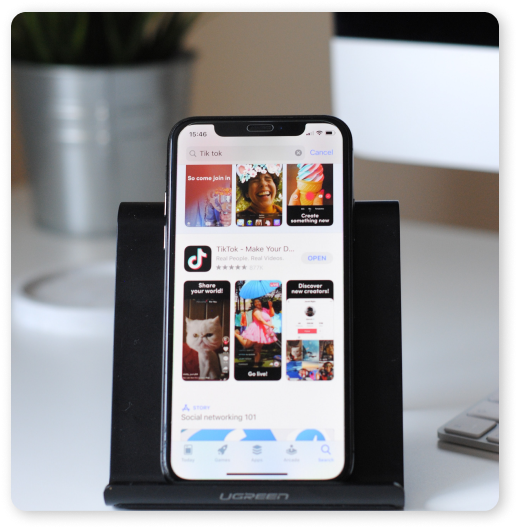 15:46
Tik tok
Cancel
So come join in
Create
something new
TikTok - Make Your D...
Real People. Real Videos.
OPEN
Share
your world!
Go live!
Discover
new creators!
STORY
Social networking 101
Today
Games
Apps
Arcade
Search
UGREEN